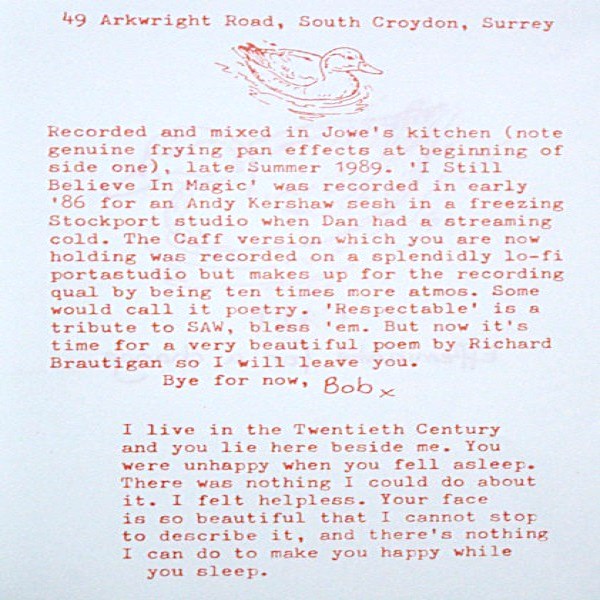 49 Arkwright Road, South Croydon, Surrey
Recorded and mixed in Jowe's kitchen (note
genuine frying pan effects at beginning of
side one), late Summer 1989. 'I Still
Believe In Magic' was recorded in early
'86 for an Andy Kershaw sesh in a freezing
Stockport studio when Dan had a streaming
cold. The Caff version which you are now
holding was recorded on a splendidly lo-fi
portastudio but makes up for the recording
qual by being ten times more atmos. Some
would call it poetry. 'Respectable' is a
tribute to SAW, bless 'em. But now it's
time for a very beautiful poem by Richard
Brautigan so I will leave you.
Bye for now, Bob x
I live in the Twentieth Century
and you lie here beside me. You
were unhappy when you fell asleep.
There was nothing I could do about
it. I felt helpless. Your face
is so beautiful that I cannot stop
to describe it, and there's nothing
I can do to make you happy while
you sleep.